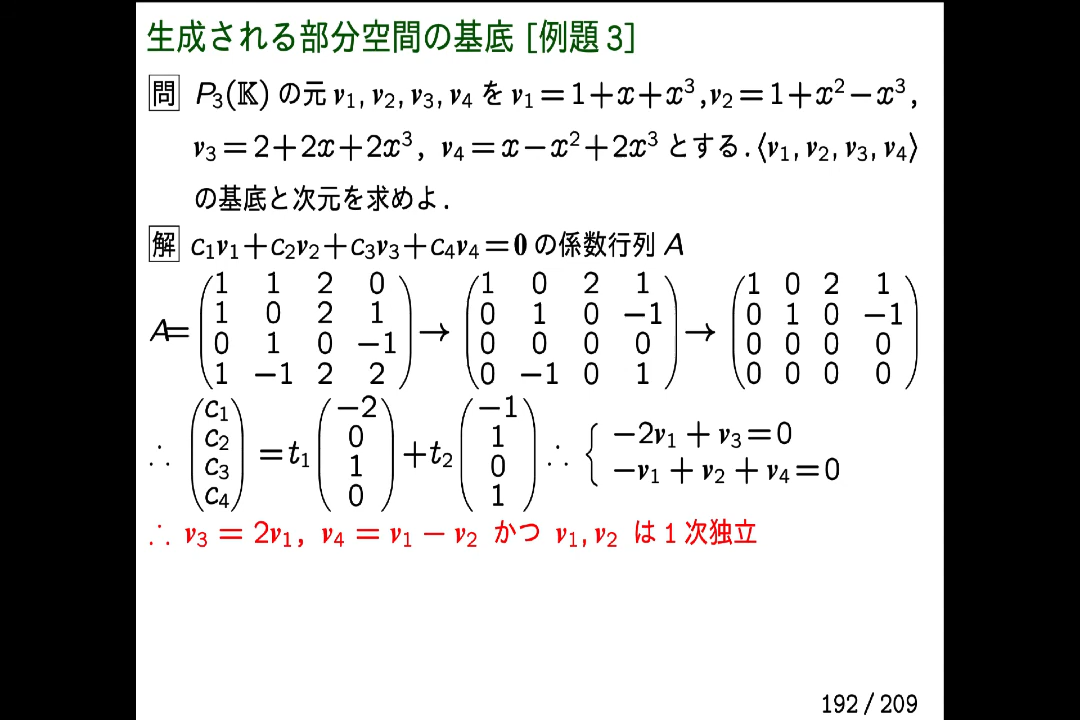 生成される部分空間の基底 [例題 3]
問 P₃(𝕂) の元 v₁, v₂, v₃, v₄ を v₁＝1＋x＋x³, v₂＝1＋x²－x³,
v₃＝2＋2x＋2x³, v₄＝x－x²＋2x³ とする. ⟨v₁, v₂, v₃, v₄⟩
の基底と次元を求めよ.
解 c₁v₁＋c₂v₂＋c₃v₃＋c₄v₄＝0 の係数行列 A
A= (1 1 2 0 / 1 0 2 1 / 0 1 0 －1 / 1 －1 2 2) → (1 0 2 1 / 0 1 0 －1 / 0 0 0 0 / 0 －1 0 1) → (1 0 2 1 / 0 1 0 －1 / 0 0 0 0 / 0 0 0 0)
∴ (c₁ / c₂ / c₃ / c₄) ＝t₁ (－2 / 0 / 1 / 0) ＋t₂ (－1 / 1 / 0 / 1) ∴ { －2v₁ ＋ v₃＝0
－v₁ ＋ v₂ ＋ v₄＝0
∴ v₃ ＝ 2v₁, v₄ ＝ v₁ － v₂ かつ v₁, v₂ は 1 次独立
192 / 209